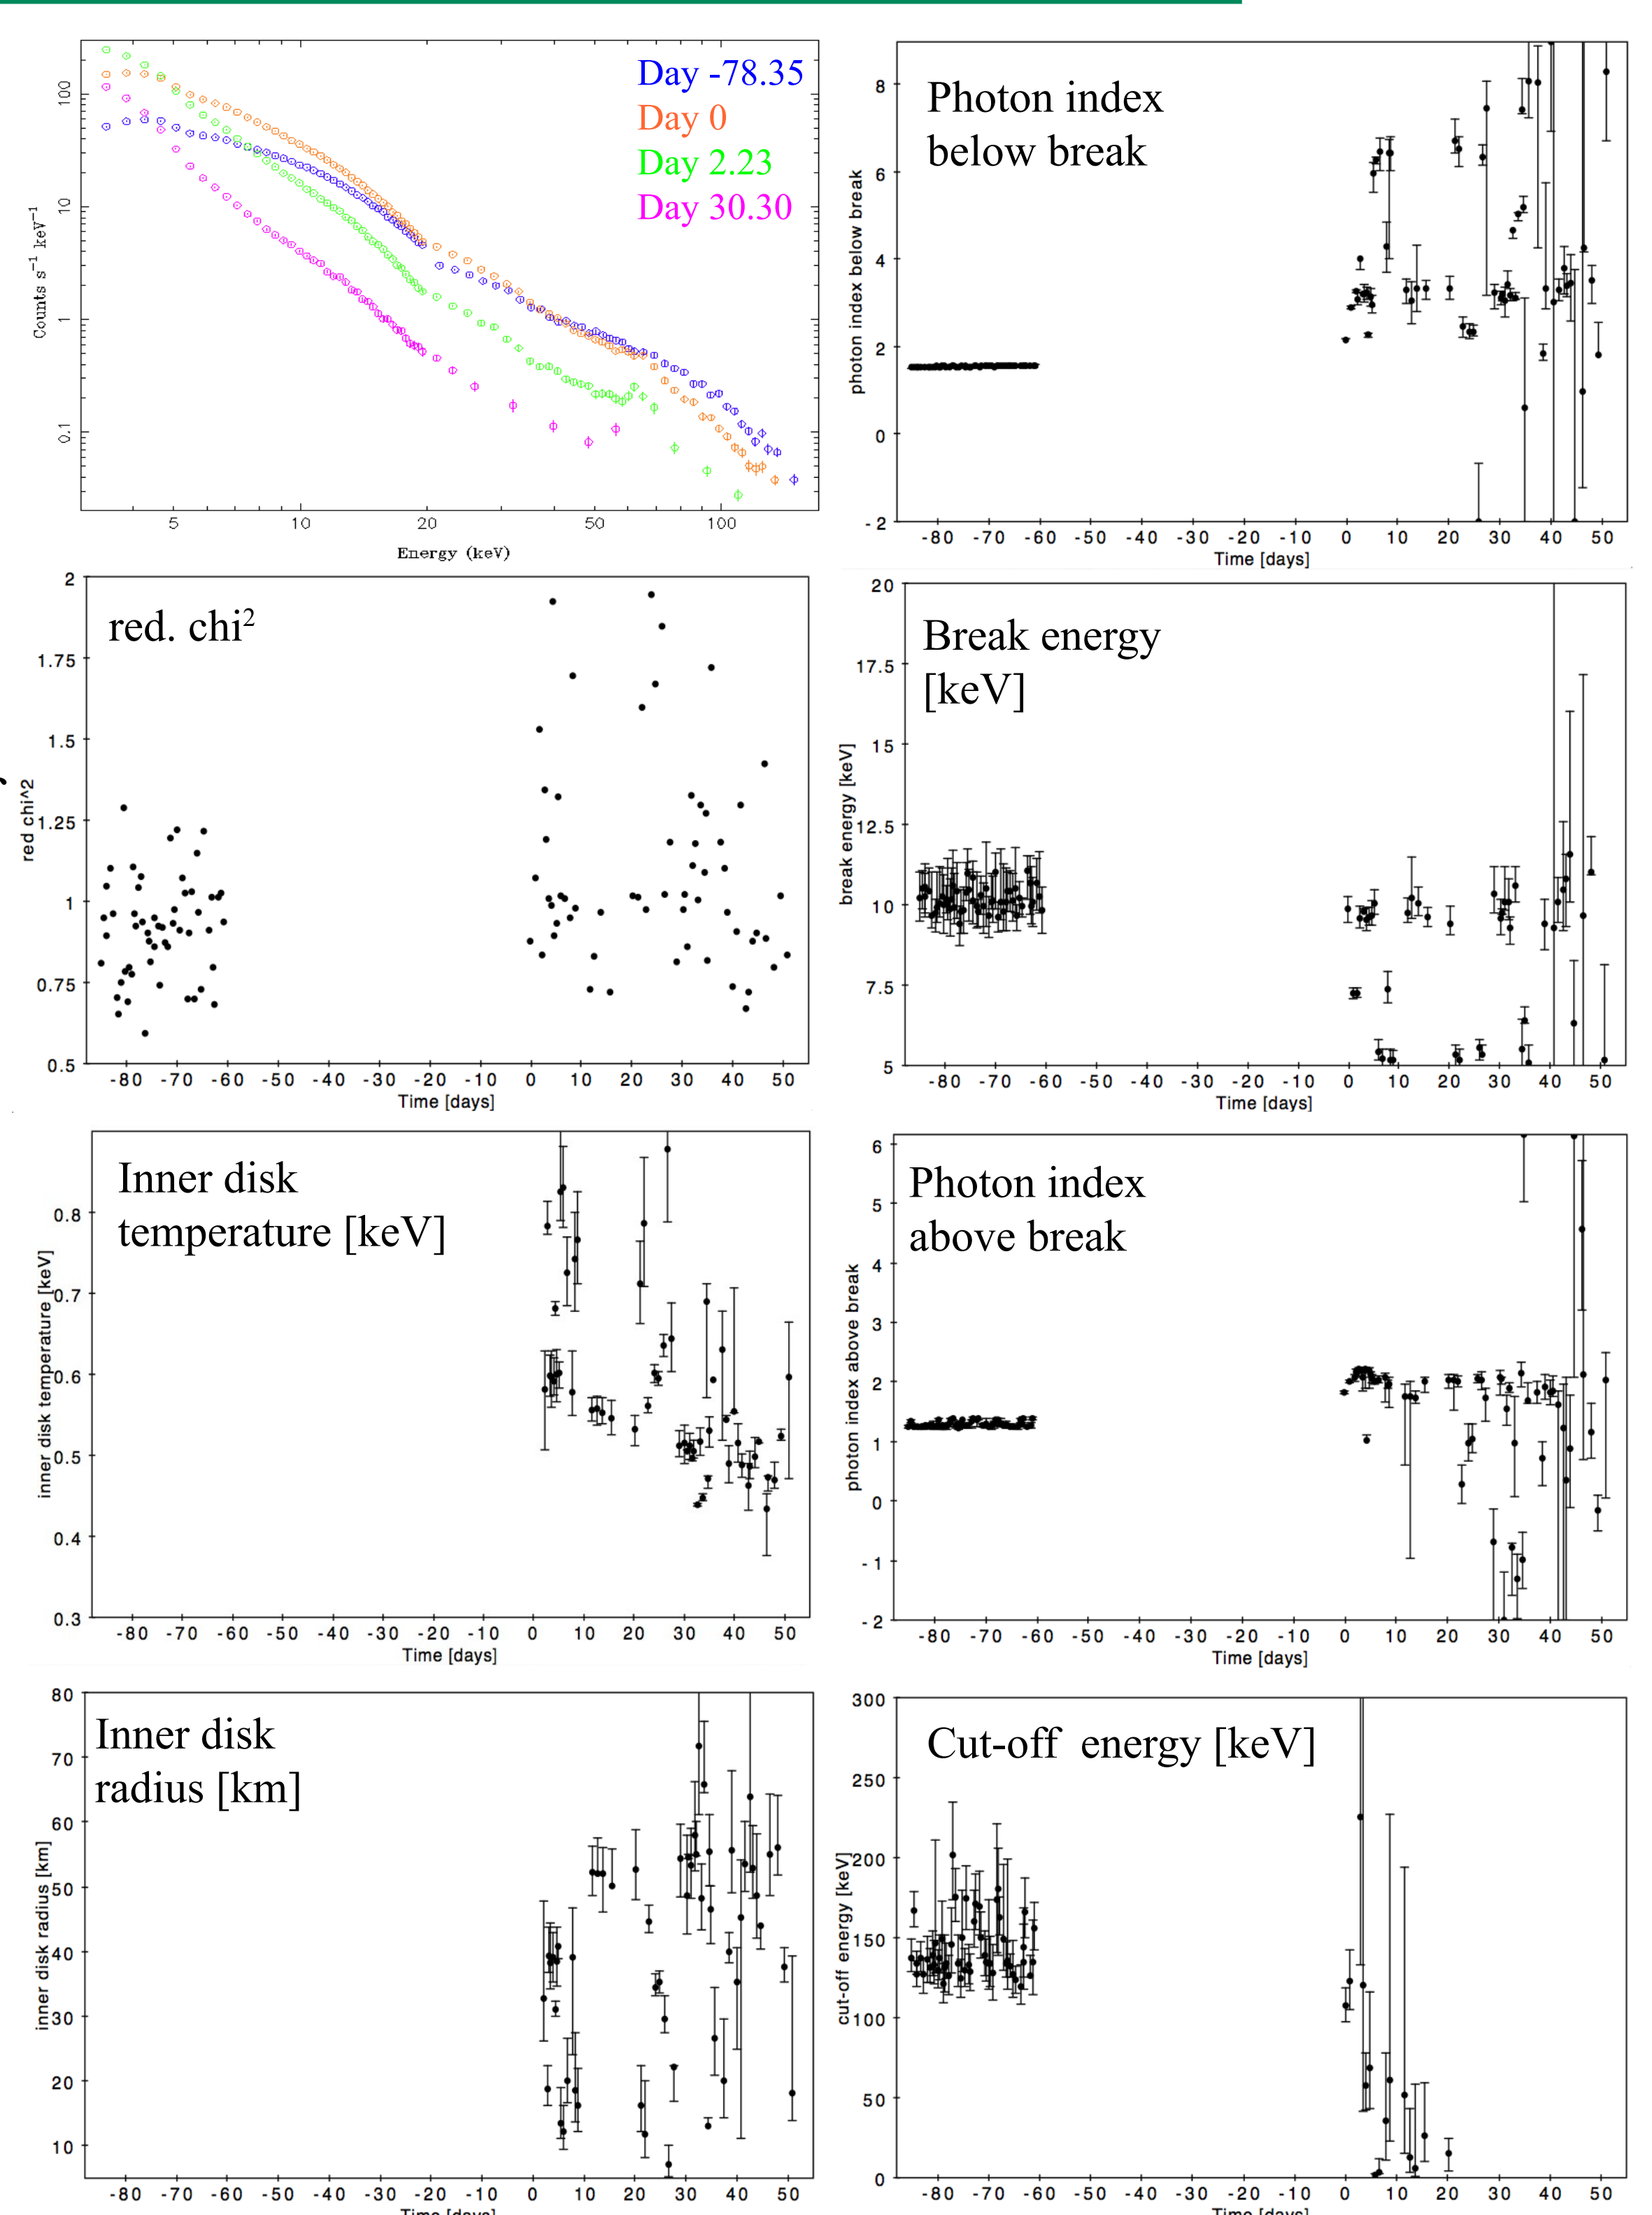 Day -78.35
Day 0
Day 2.23
Day 30.30
100
10
1
0.1
Counts s⁻¹ keV⁻¹
5 10 20 50 100
Energy (keV)
Photon index
below break
8
6
4
2
0
-2
photon index below break
-80 -70 -60 -50 -40 -30 -20 -10 0 10 20 30 40 50
Time [days]
red. chi²
2
1.75
1.5
1.25
1
0.75
0.5
red chi^2
-80 -70 -60 -50 -40 -30 -20 -10 0 10 20 30 40 50
Time [days]
Break energy
[keV]
20
17.5
15
12.5
10
7.5
5
break energy [keV]
-80 -70 -60 -50 -40 -30 -20 -10 0 10 20 30 40 50
Time [days]
Inner disk
temperature [keV]
0.8
0.7
0.6
0.5
0.4
0.3
inner disk temperature [keV]
-80 -70 -60 -50 -40 -30 -20 -10 0 10 20 30 40 50
Time [days]
Photon index
above break
6
5
4
3
2
1
0
-1
-2
photon index above break
-80 -70 -60 -50 -40 -30 -20 -10 0 10 20 30 40 50
Time [days]
Inner disk
radius [km]
80
70
60
50
40
30
20
10
inner disk radius [km]
-80 -70 -60 -50 -40 -30 -20 -10 0 10 20 30 40 50
Time [days]
Cut-off energy [keV]
300
250
200
150
100
50
0
cut-off energy [keV]
-80 -70 -60 -50 -40 -30 -20 -10 0 10 20 30 40 50
Time [days]